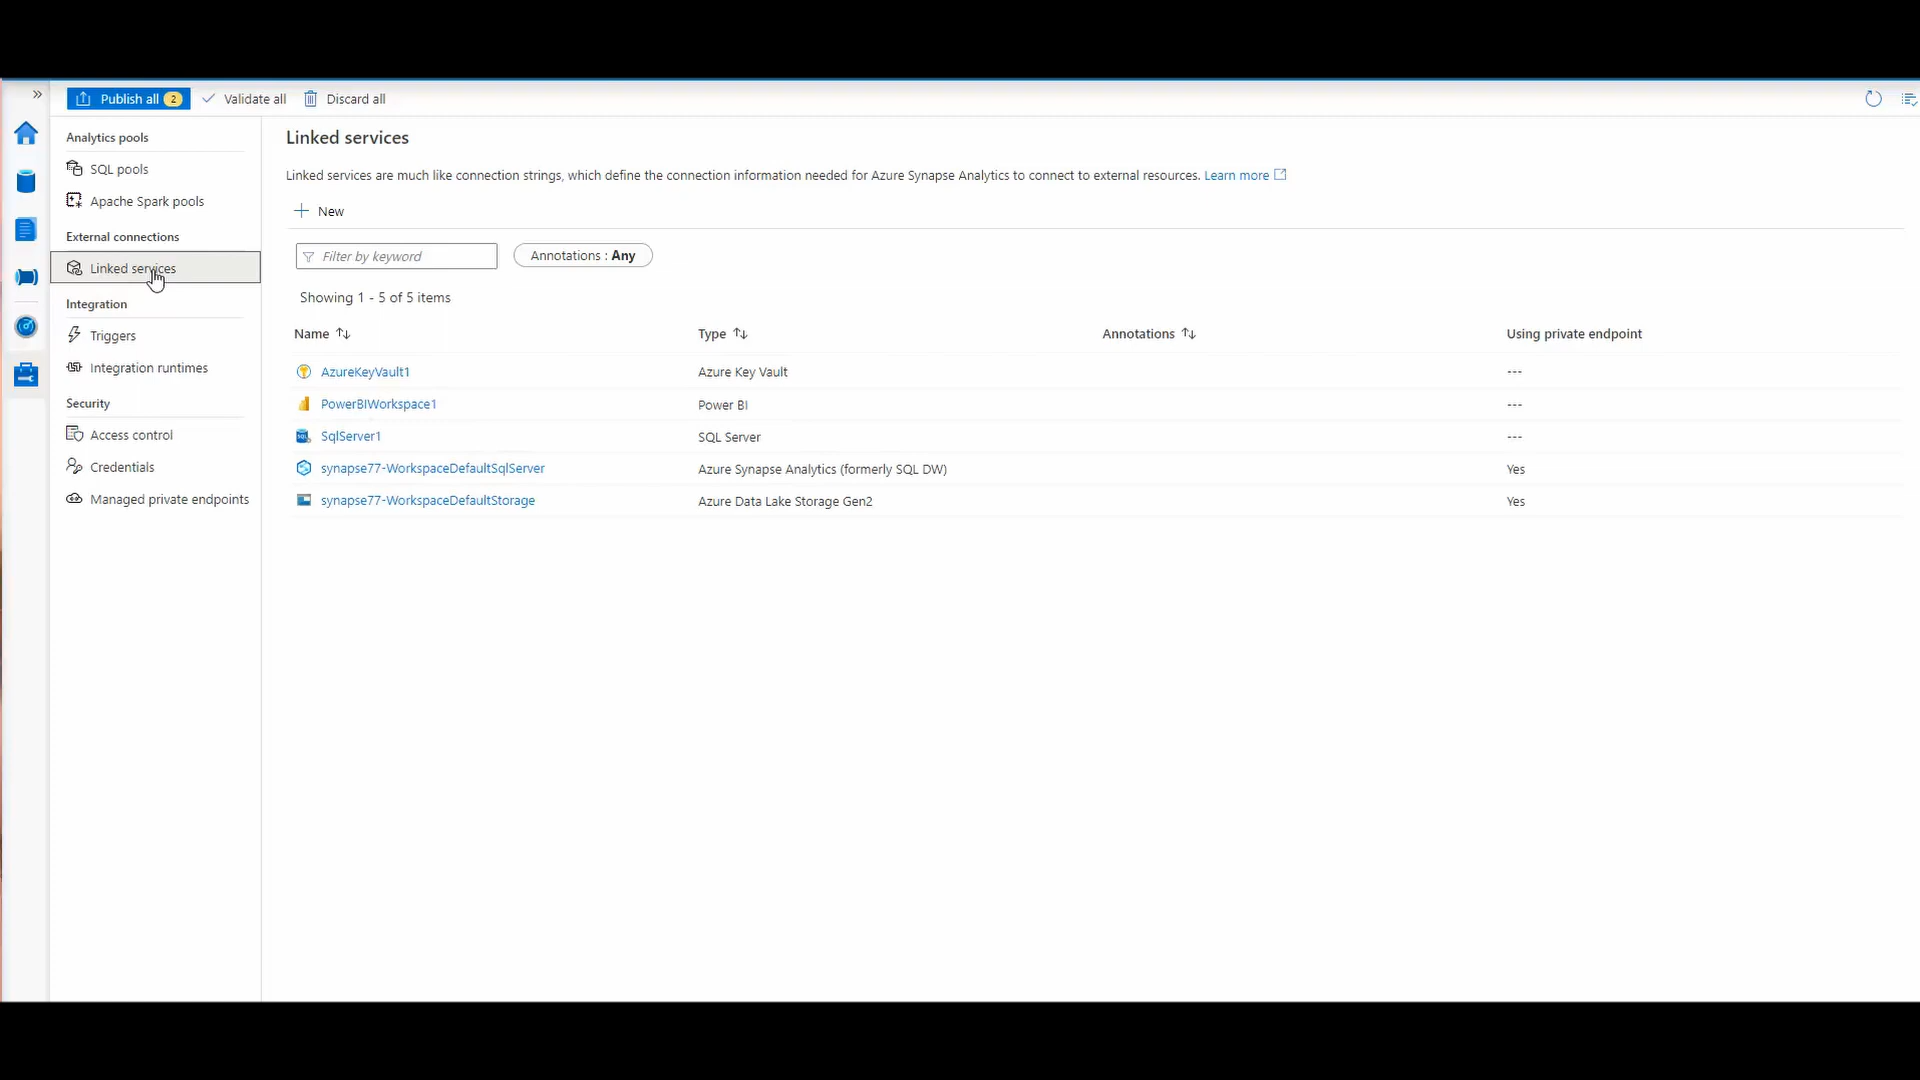 Publish all 2 Validate all Discard all
Analytics pools
SQL pools
Apache Spark pools
External connections
Linked services
Integration
Triggers
Integration runtimes
Security
Access control
Credentials
Managed private endpoints
Linked services
Linked services are much like connection strings, which define the connection information needed for Azure Synapse Analytics to connect to external resources. Learn more
New
Filter by keyword Annotations : Any
Showing 1 - 5 of 5 items
Name Type Annotations Using private endpoint
AzureKeyVault1 Azure Key Vault ---
PowerBIWorkspace1 Power BI ---
SqlServer1 SQL Server ---
synapse77-WorkspaceDefaultSqlServer Azure Synapse Analytics (formerly SQL DW) Yes
synapse77-WorkspaceDefaultStorage Azure Data Lake Storage Gen2 Yes